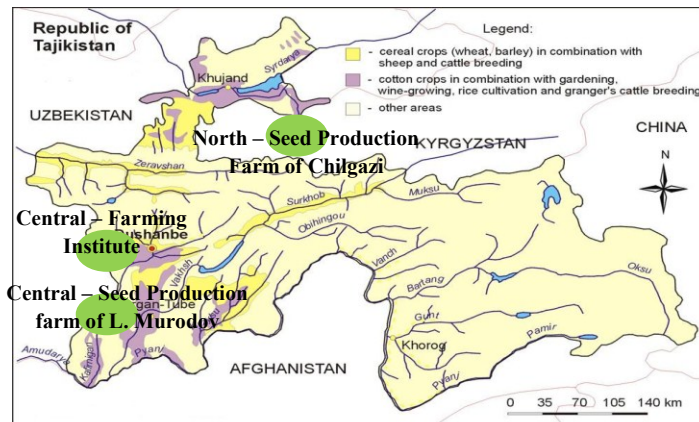 Republic of
Tajikistan
Legend:
- cereal crops (wheat, barley) in combination with
sheep and cattle breeding
- cotton crops in combination with gardening,
wine-growing, rice cultivation and granger's cattle breeding
- other areas
Khujand
Syrdarya
UZBEKISTAN
CHINA
North – Seed Production
Farm of Chilgazi
KYRGYZSTAN
N
Zeravshan
Surkhob
Muksu
Obihingou
Central – Farming
Institute
Dushanbe
Vakhsh
Vanch
Bartang
Oksu
Central – Seed Production
farm of L. Murodov
Gunt
Pamir
Khorog
Amudarya
Pyanj
AFGHANISTAN
Pyanj
0 35 70 105 140 km